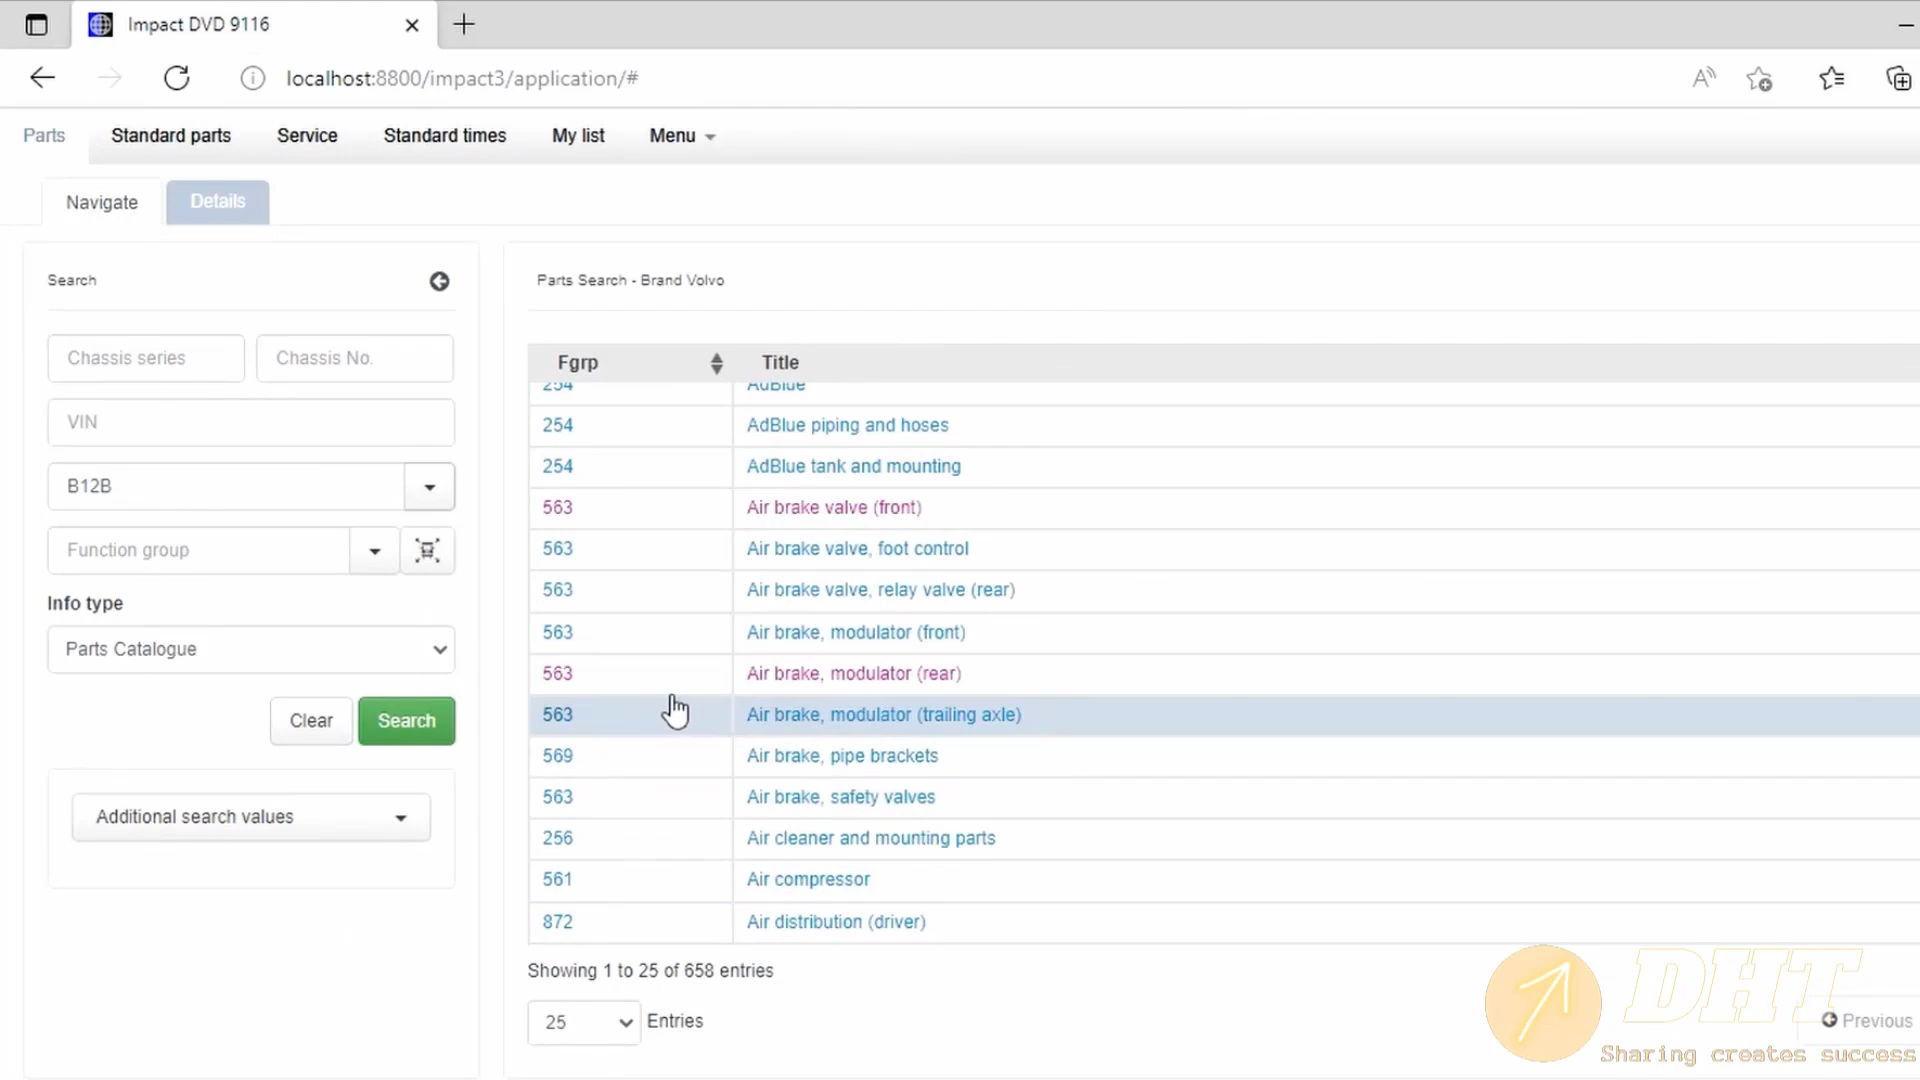 Impact DVD 9116
localhost:8800/impact3/application/#
Parts Standard parts Service Standard times My list Menu
Navigate Details
Search
Chassis series Chassis No.
VIN
B12B
Function group
Info type
Parts Catalogue
Clear Search
Additional search values
Parts Search - Brand Volvo
Fgrp Title
254 AdBlue
254 AdBlue piping and hoses
254 AdBlue tank and mounting
563 Air brake valve (front)
563 Air brake valve, foot control
563 Air brake valve, relay valve (rear)
563 Air brake, modulator (front)
563 Air brake, modulator (rear)
563 Air brake, modulator (trailing axle)
569 Air brake, pipe brackets
563 Air brake, safety valves
256 Air cleaner and mounting parts
561 Air compressor
872 Air distribution (driver)
Showing 1 to 25 of 658 entries
25 Entries
Previous
DHT
Sharing creates success